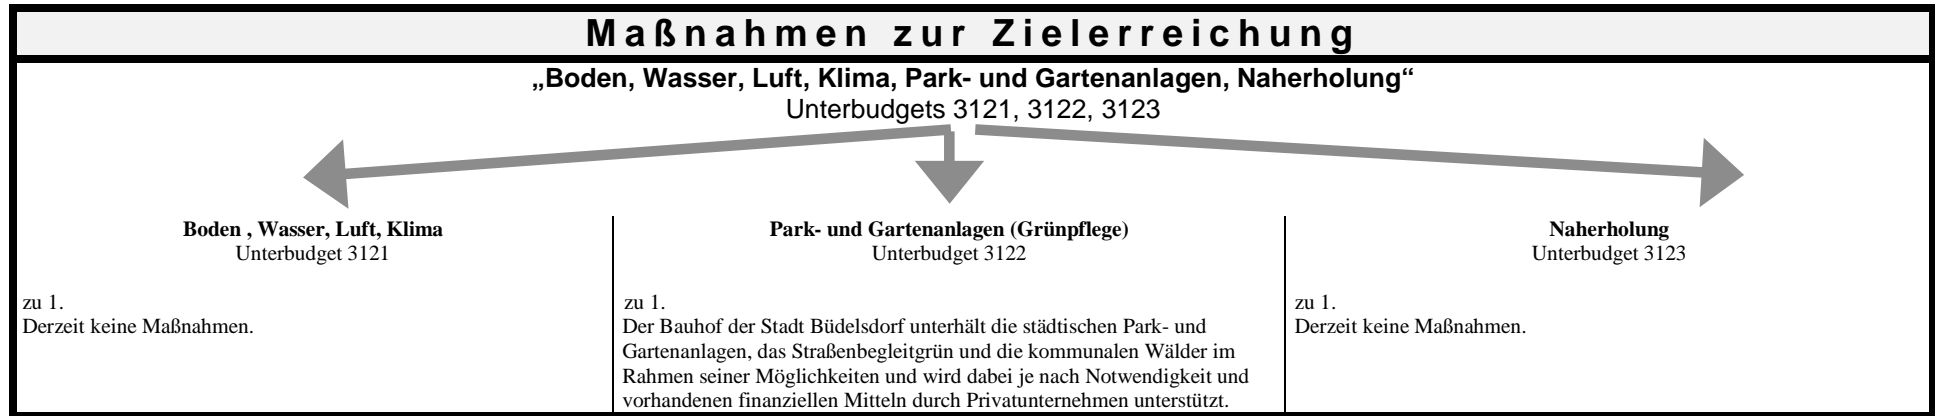 Maßnahmen zur Zielerreichung
„Boden, Wasser, Luft, Klima, Park- und Gartenanlagen, Naherholung“
Unterbudgets 3121, 3122, 3123
Boden , Wasser, Luft, Klima
Unterbudget 3121
zu 1.
Derzeit keine Maßnahmen.
Park- und Gartenanlagen (Grünpflege)
Unterbudget 3122
zu 1.
Der Bauhof der Stadt Büdelsdorf unterhält die städtischen Park- und
Gartenanlagen, das Straßenbegleitgrün und die kommunalen Wälder im
Rahmen seiner Möglichkeiten und wird dabei je nach Notwendigkeit und
vorhandenen finanziellen Mitteln durch Privatunternehmen unterstützt.
Naherholung
Unterbudget 3123
zu 1.
Derzeit keine Maßnahmen.